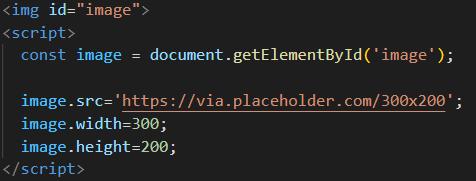 <img id="image">
<script>
const image = document.getElementById('image');
image.src='https://via.placeholder.com/300x200';
image.width=300;
image.height=200;
</script>